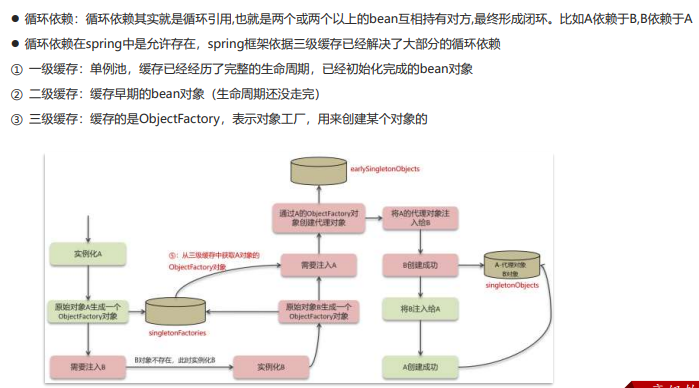 ● 循环依赖：循环依赖其实就是循环引用,也就是两个或两个以上的bean互相持有对方,最终形成闭环。比如A依赖于B,B依赖于A
● 循环依赖在spring中是允许存在，spring框架依据三级缓存已经解决了大部分的循环依赖
① 一级缓存：单例池，缓存已经经历了完整的生命周期，已经初始化完成的bean对象
② 二级缓存：缓存早期的bean对象（生命周期还没走完）
③ 三级缓存：缓存的是ObjectFactory，表示对象工厂，用来创建某个对象的
earlySingletonObjects
通过A的ObjectFactory对
象创建代理对象
将A的代理对象注
入给B
实例化A
⑤：从三级缓存中获取A对象的
ObjectFactory对象
需要注入A
B创建成功
A-代理对象
B对象
singletonObjects
原始对象A生成一个
ObjectFactory对象
singletonFactories
原始对象B生成一个
ObjectFactory对象
将B注入给A
需要注入B
B对象不存在，此时实例化B
实例化B
A创建成功